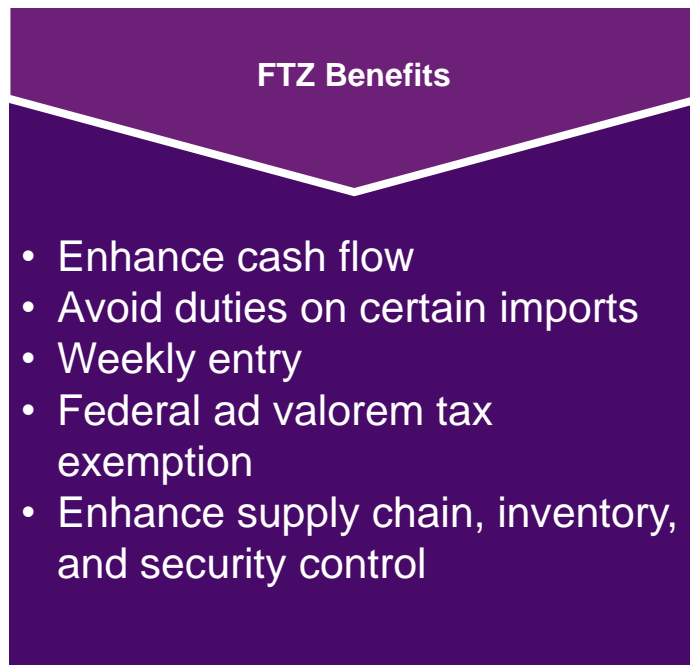 FTZ Benefits
• Enhance cash flow
• Avoid duties on certain imports
• Weekly entry
• Federal ad valorem tax
exemption
• Enhance supply chain, inventory,
and security control